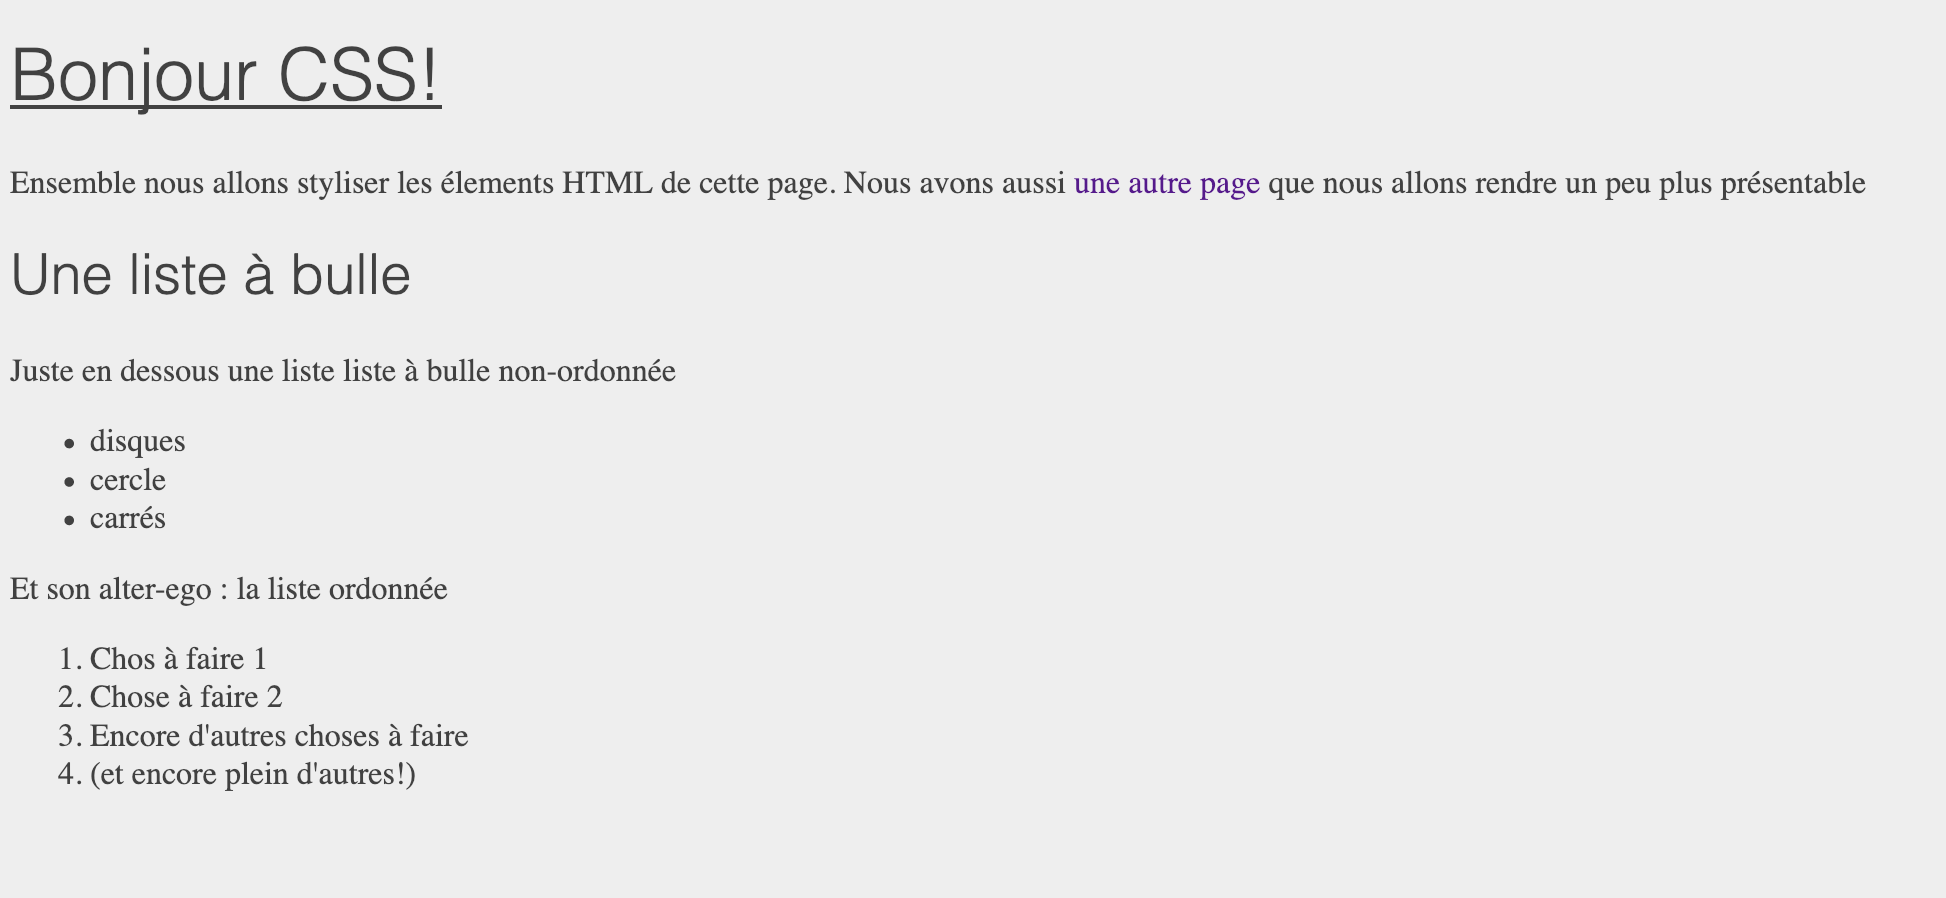 Bonjour CSS!
Ensemble nous allons styliser les élements HTML de cette page. Nous avons aussi une autre page que nous allons rendre un peu plus présentable
Une liste à bulle
Juste en dessous une liste liste à bulle non-ordonnée
• disques
• cercle
• carrés
Et son alter-ego : la liste ordonnée
1. Chos à faire 1
2. Chose à faire 2
3. Encore d'autres choses à faire
4. (et encore plein d'autres!)